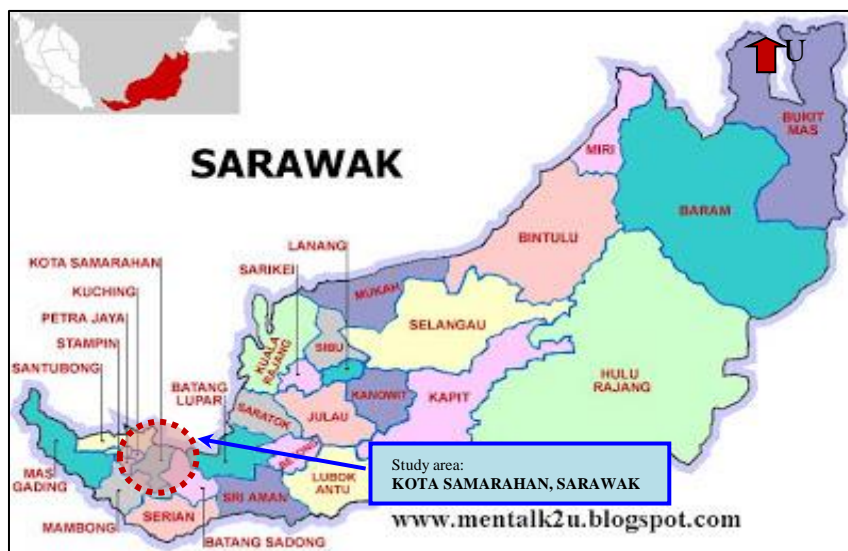 U
BUKIT
MAS
MIRI
SARAWAK
BARAM
BINTULU
LANANG
KOTA SAMARAHAN
SARIKEI
KUCHING
MUKAH
PETRA JAYA
SELANGAU
STAMPIN
KUALA
RAJANG
SIBU
SANTUBONG
BATANG
LUPAR
HULU
RAJANG
KANOWIT
KAPIT
SARATOK
JULAU
Study area:
KOTA SAMARAHAN, SARAWAK
MAS
GADING
LUBOK
ANTU
SRI AMAN
MAMBONG
SERIAN
www.mentalk2u.blogspot.com
BATANG SADONG